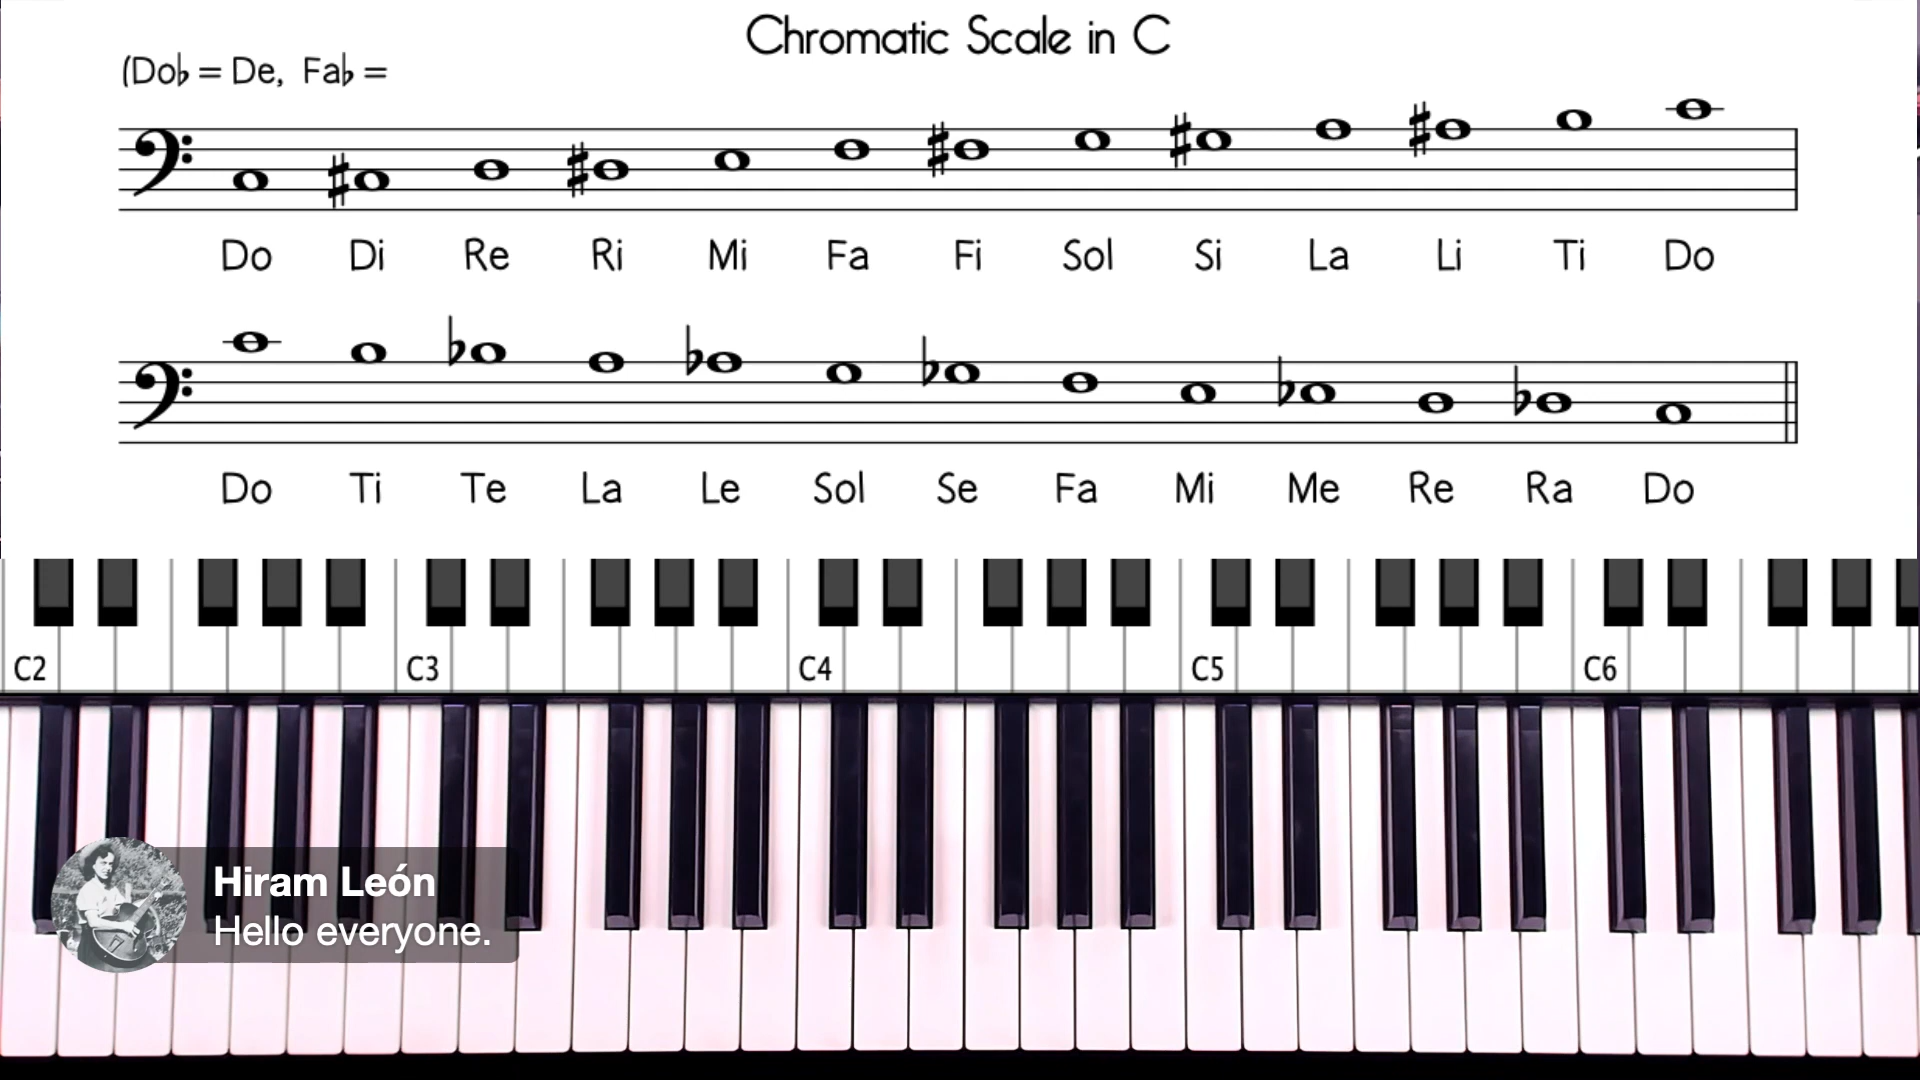 Chromatic Scale in C
(Do♭ = De, Fa♭ =
Do Di Re Ri Mi Fa Fi Sol Si La Li Ti Do
Do Ti Te La Le Sol Se Fa Mi Me Re Ra Do
C2 C3 C4 C5 C6
Hiram León
Hello everyone.